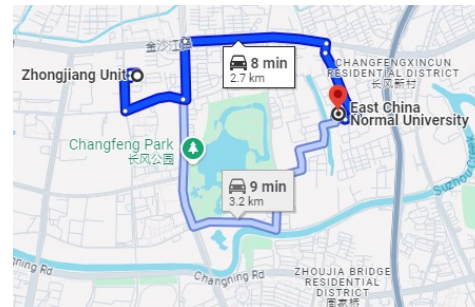 金沙江路
8 min
2.7 km
CHANGFENGXINCUN
RESIDENTIAL DISTRICT
长风新村
Zhongjiang Unit
East China
Normal University
Changfeng Park
长风公园
9 min
3.2 km
Suzhou Creek
Changning Rd
ning Rd
ZHOUJIA BRIDGE
RESIDENTIAL
DISTRICT
周家桥